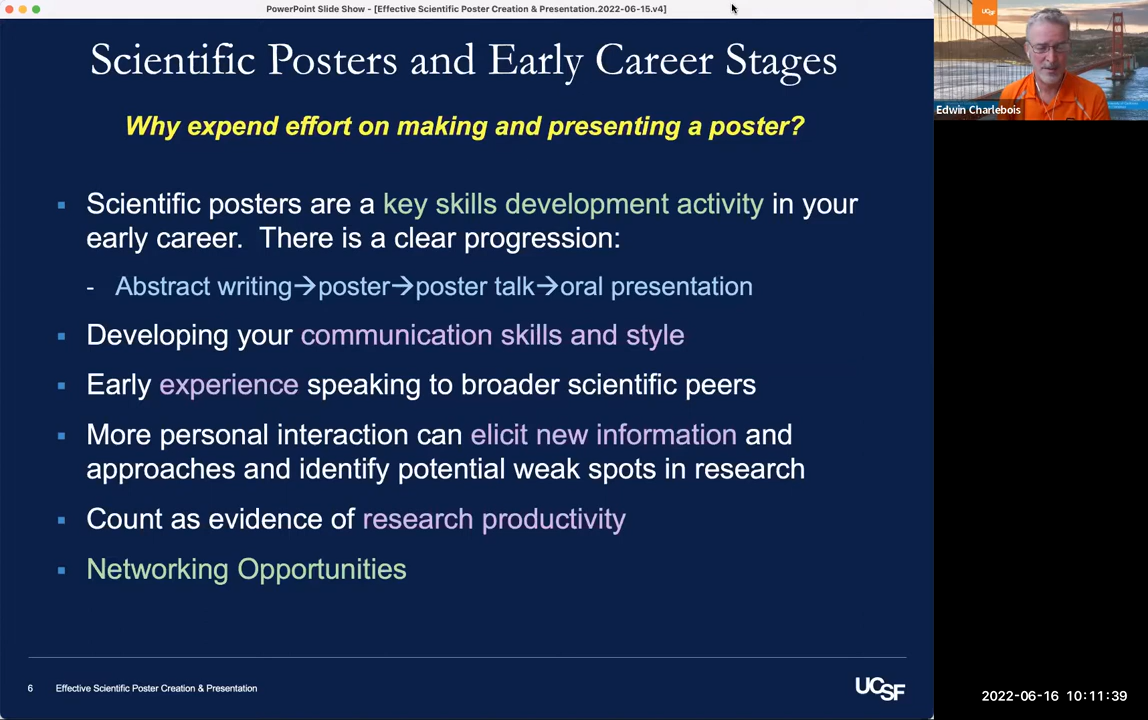 PowerPoint Slide Show - [Effective Scientific Poster Creation & Presentation.2022-06-15.v4]
UCSF
Edwin Charlebois
Scientific Posters and Early Career Stages
Why expend effort on making and presenting a poster?
▪ Scientific posters are a key skills development activity in your
early career. There is a clear progression:
- Abstract writing→poster→poster talk→oral presentation
▪ Developing your communication skills and style
▪ Early experience speaking to broader scientific peers
▪ More personal interaction can elicit new information and
approaches and identify potential weak spots in research
▪ Count as evidence of research productivity
▪ Networking Opportunities
6 Effective Scientific Poster Creation & Presentation
UCSF
2022-06-16 10:11:39